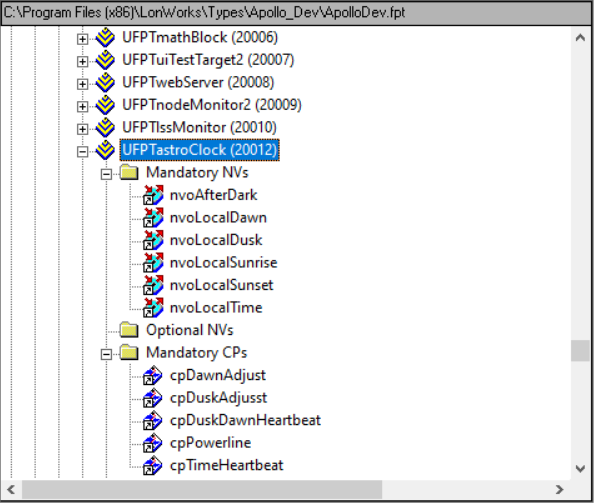 C:\Program Files (x86)\LonWorks\Types\Apollo_Dev\ApolloDev.fpt
UFPTmathBlock (20006)
UFPTuiTestTarget2 (20007)
UFPTwebServer (20008)
UFPTnodeMonitor2 (20009)
UFPTlssMonitor (20010)
UFPTastroClock (20012)
Mandatory NVs
nvoAfterDark
nvoLocalDawn
nvoLocalDusk
nvoLocalSunrise
nvoLocalSunset
nvoLocalTime
Optional NVs
Mandatory CPs
cpDawnAdjust
cpDuskAdjusst
cpDuskDawnHeartbeat
cpPowerline
cpTimeHeartbeat